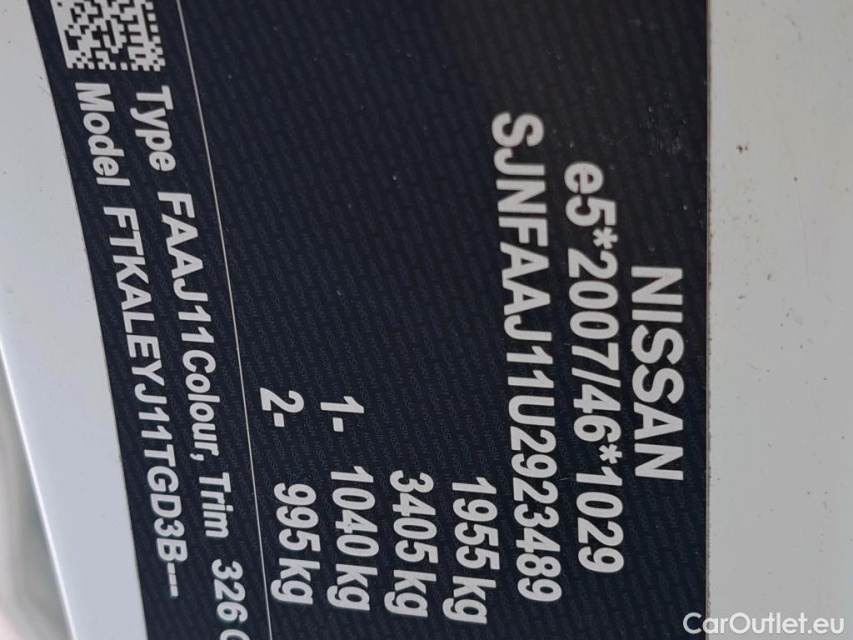 NISSAN
e5*2007/46*1029
SJNFAAJ11U2923489
1955 kg
3405 kg
1- 1040 kg
2- 995 kg
Type FAAJ11 Colour, Trim 326
Model FTKALEYJ11TGD3B---
CarOutlet.eu